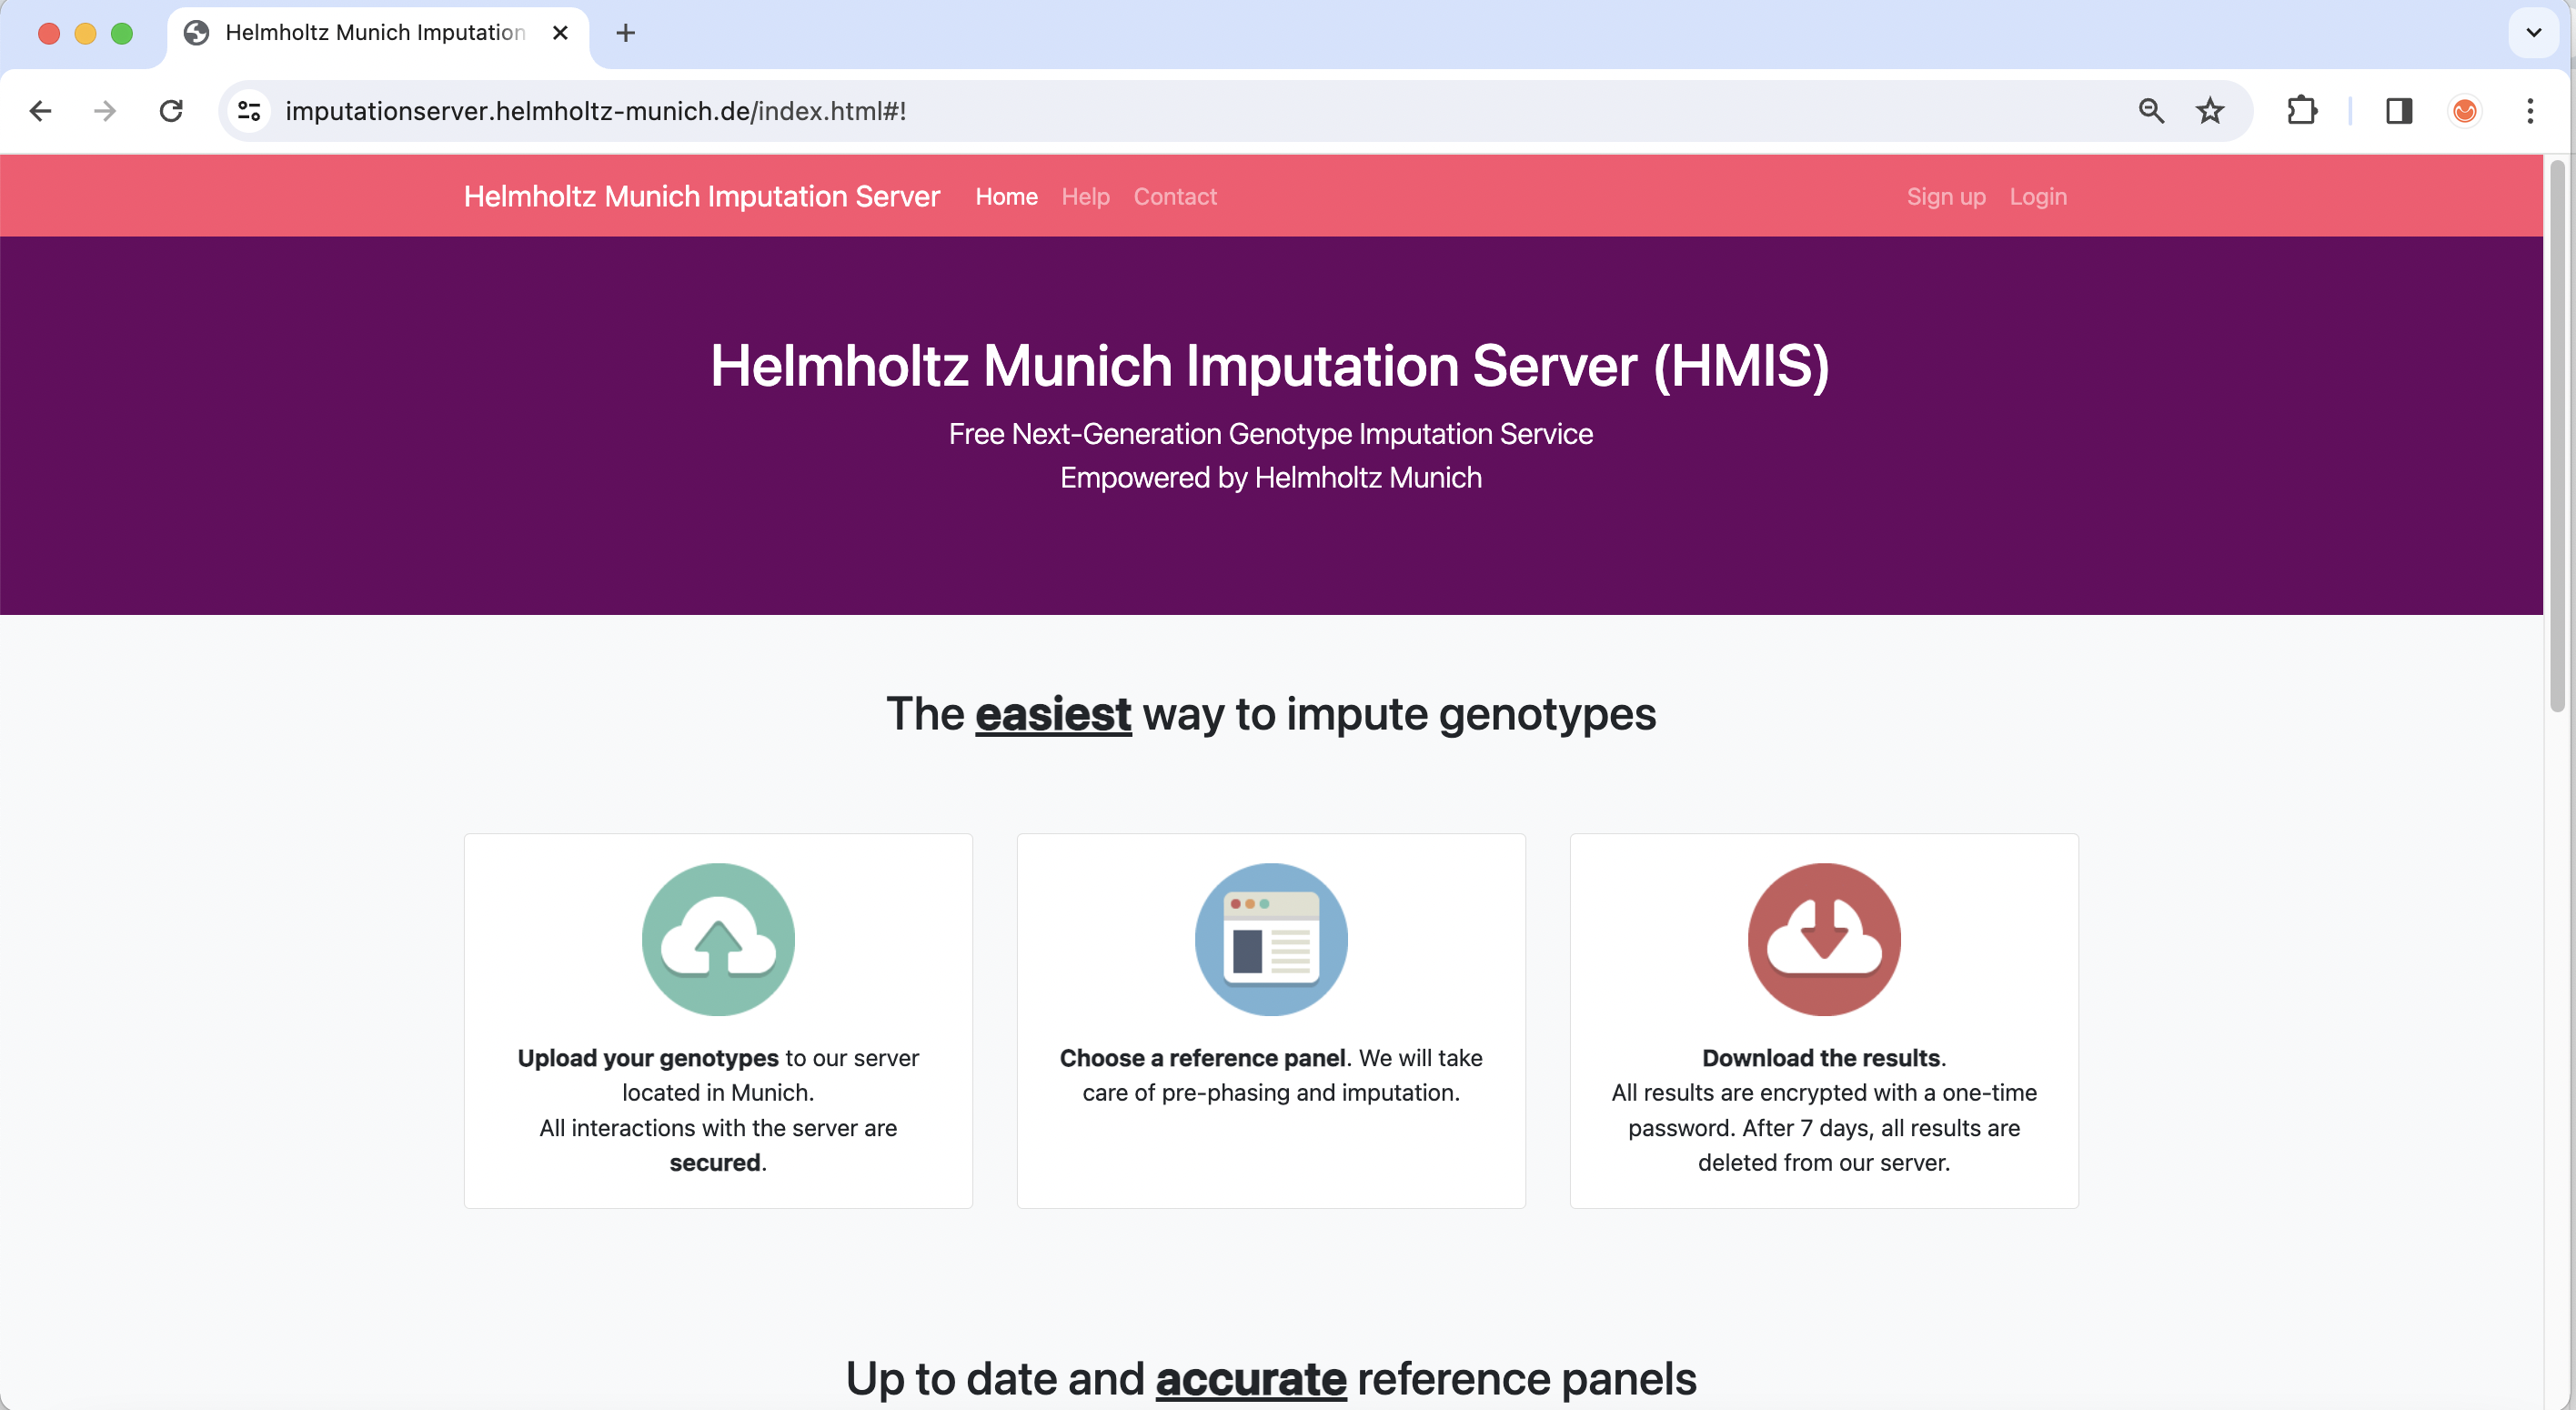 Helmholtz Munich Imputation
imputationserver.helmholtz-munich.de/index.html#!
Helmholtz Munich Imputation Server Home Help Contact Sign up Login
Helmholtz Munich Imputation Server (HMIS)
Free Next-Generation Genotype Imputation Service
Empowered by Helmholtz Munich
The easiest way to impute genotypes
Upload your genotypes to our server
located in Munich.
All interactions with the server are
secured.
Choose a reference panel. We will take
care of pre-phasing and imputation.
Download the results.
All results are encrypted with a one-time
password. After 7 days, all results are
deleted from our server.
Up to date and accurate reference panels